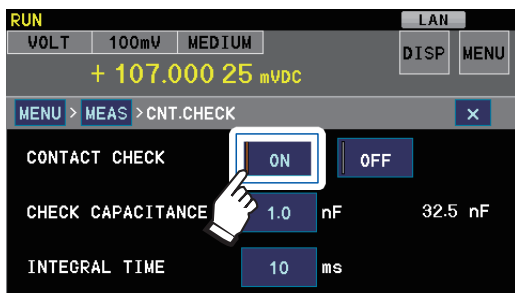 RUN LAN
VOLT 100mV MEDIUM
DISP MENU
+ 107.000 25 mVDC
MENU > MEAS > CNT.CHECK ×
CONTACT CHECK ON OFF
CHECK CAPACITANCE 1.0 nF 32.5 nF
INTEGRAL TIME 10 ms